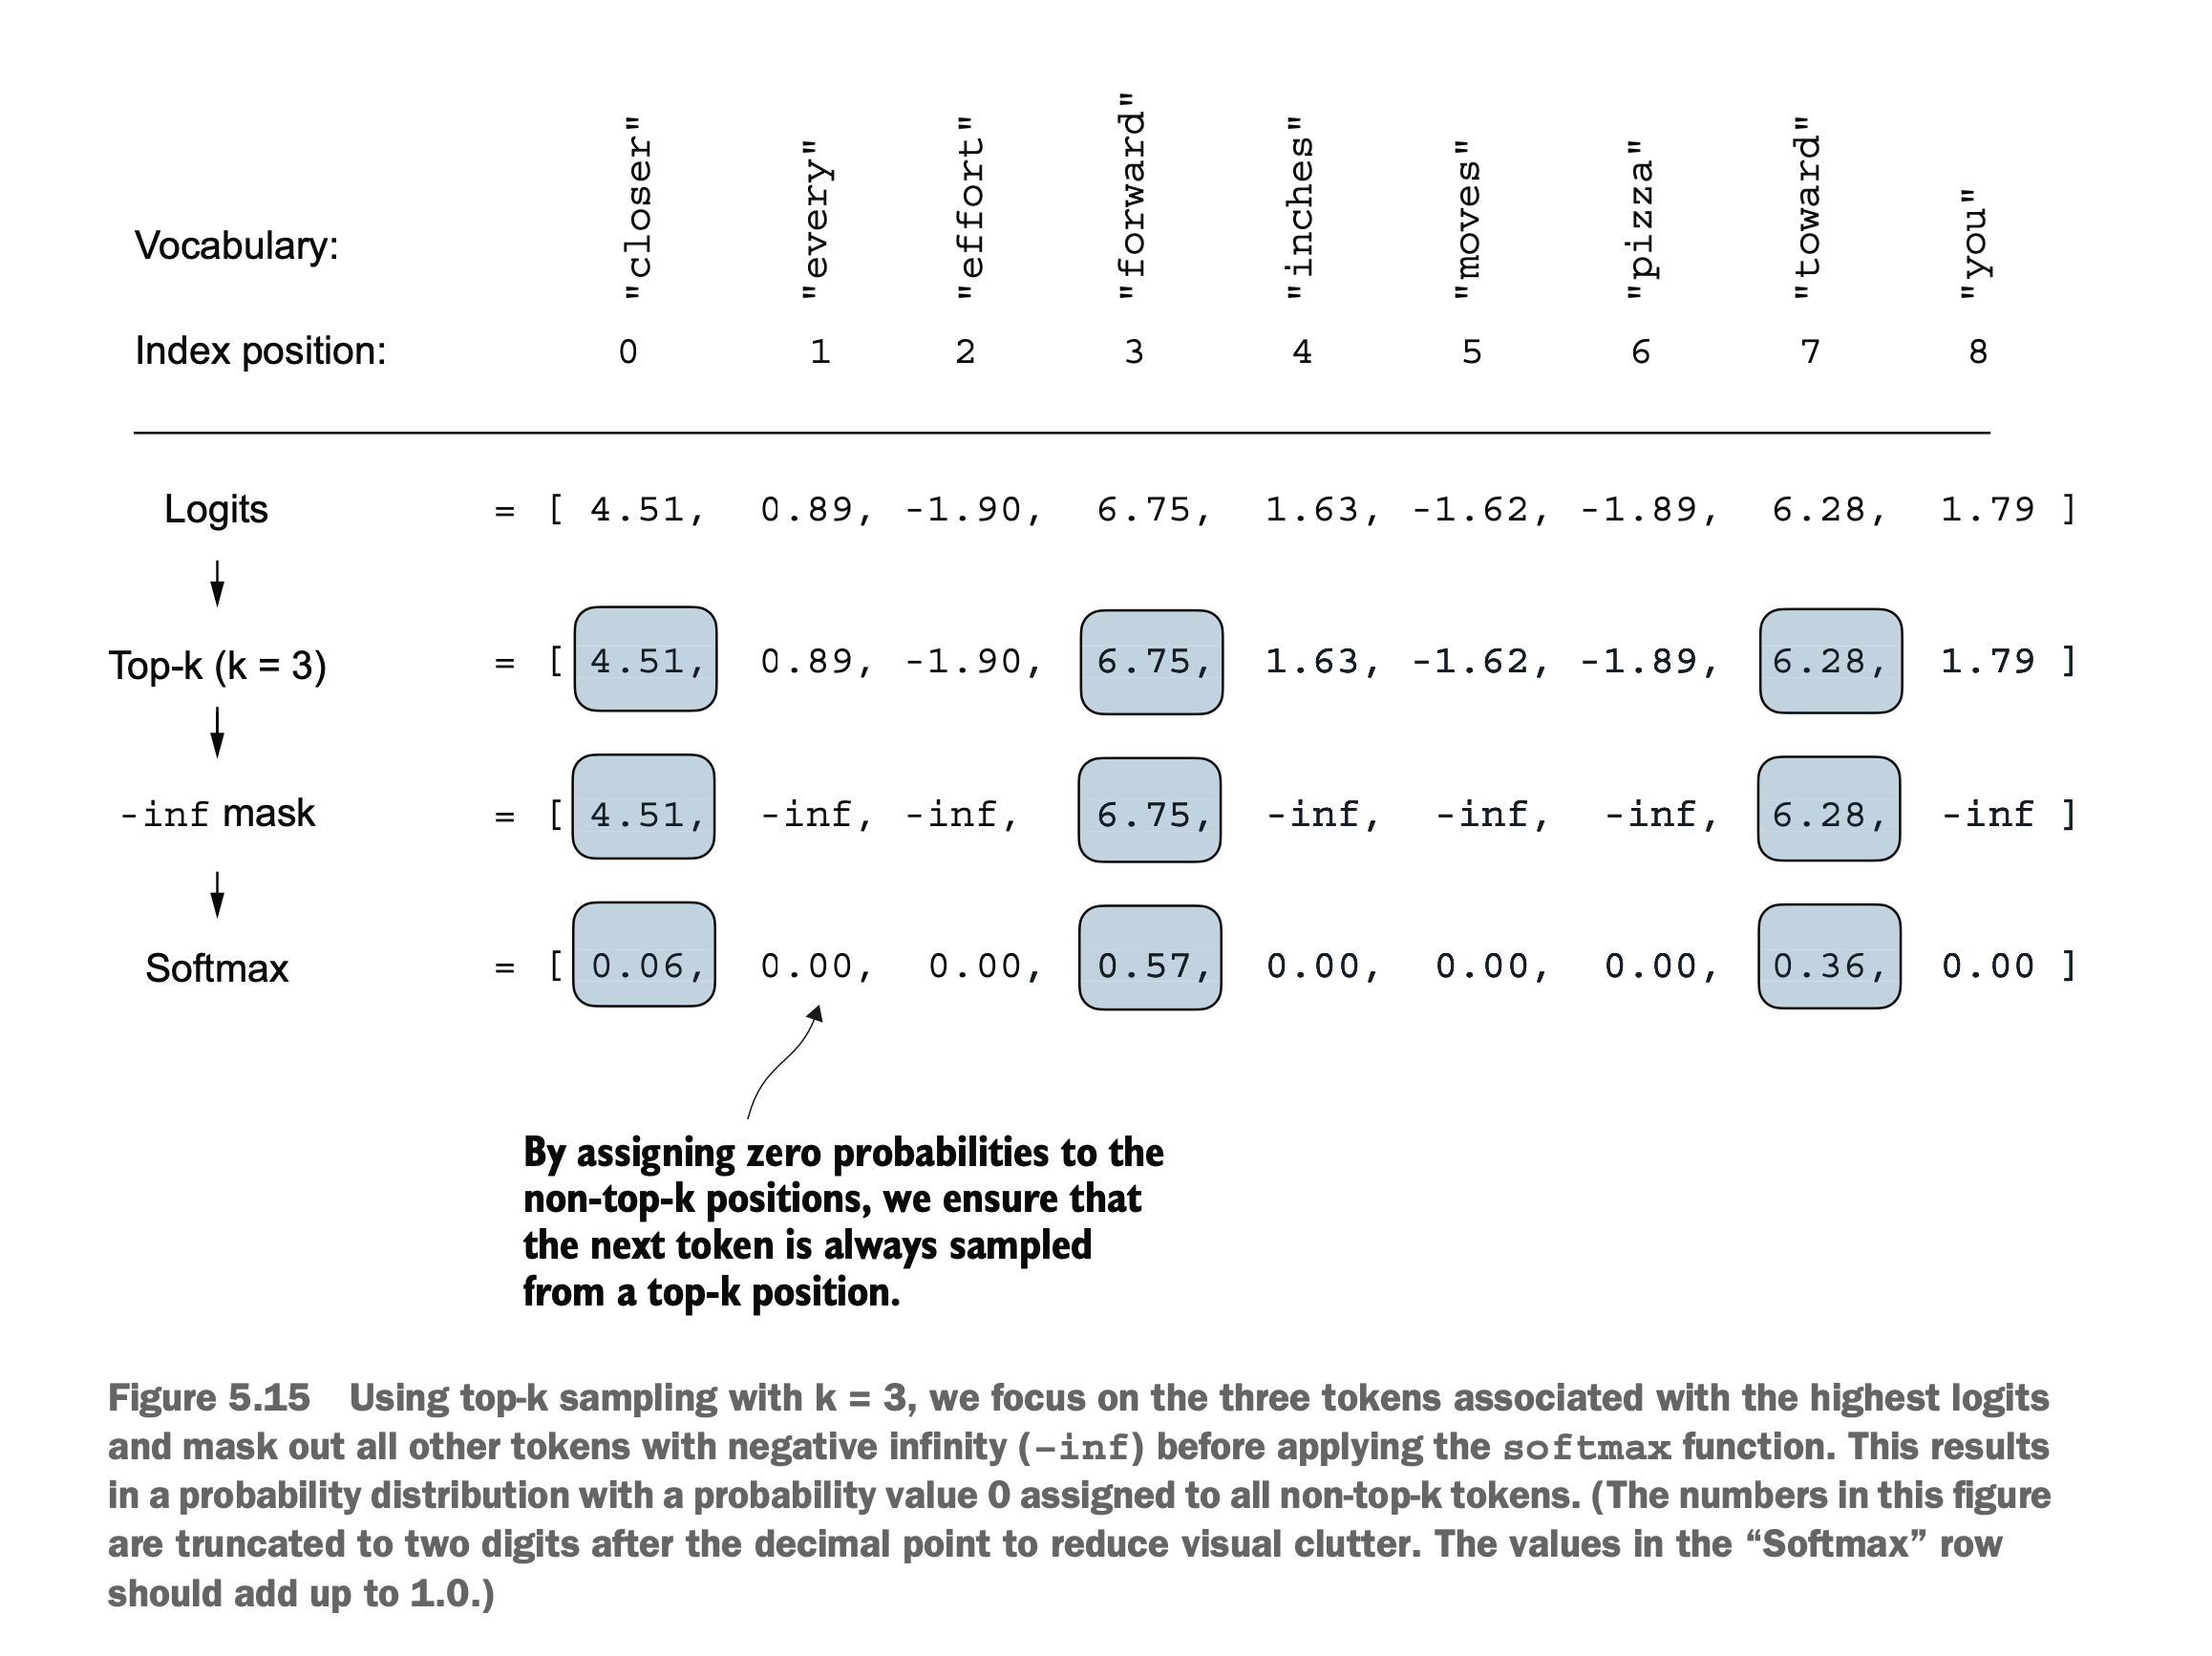 "closer" "every" "effort" "forward" "inches" "moves" "pizza" "toward" "you"
Vocabulary:
Index position: 0 1 2 3 4 5 6 7 8
Logits = [ 4.51, 0.89, -1.90, 6.75, 1.63, -1.62, -1.89, 6.28, 1.79 ]
Top-k (k = 3) = [ 4.51, 0.89, -1.90, 6.75, 1.63, -1.62, -1.89, 6.28, 1.79 ]
-inf mask = [ 4.51, -inf, -inf, 6.75, -inf, -inf, -inf, 6.28, -inf ]
Softmax = [ 0.06, 0.00, 0.00, 0.57, 0.00, 0.00, 0.00, 0.36, 0.00 ]
By assigning zero probabilities to the
non-top-k positions, we ensure that
the next token is always sampled
from a top-k position.
Figure 5.15 Using top-k sampling with k = 3, we focus on the three tokens associated with the highest logits
and mask out all other tokens with negative infinity (–inf) before applying the softmax function. This results
in a probability distribution with a probability value 0 assigned to all non-top-k tokens. (The numbers in this figure
are truncated to two digits after the decimal point to reduce visual clutter. The values in the “Softmax” row
should add up to 1.0.)